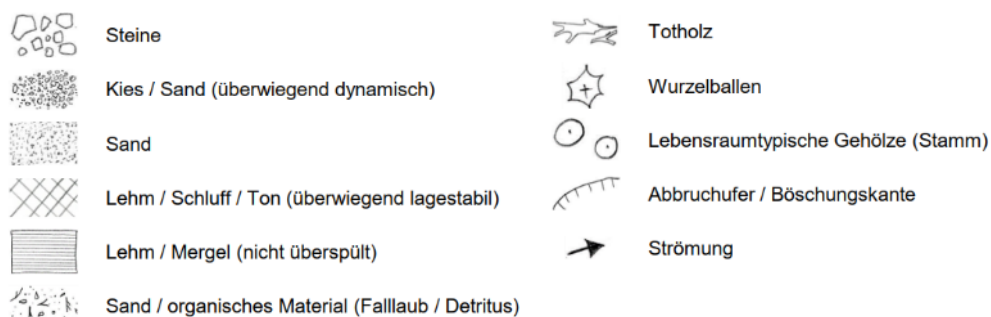 Steine
Kies / Sand (überwiegend dynamisch)
Sand
Lehm / Schluff / Ton (überwiegend lagestabil)
Lehm / Mergel (nicht überspült)
Sand / organisches Material (Falllaub / Detritus)
Totholz
Wurzelballen
Lebensraumtypische Gehölze (Stamm)
Abbruchufer / Böschungskante
Strömung